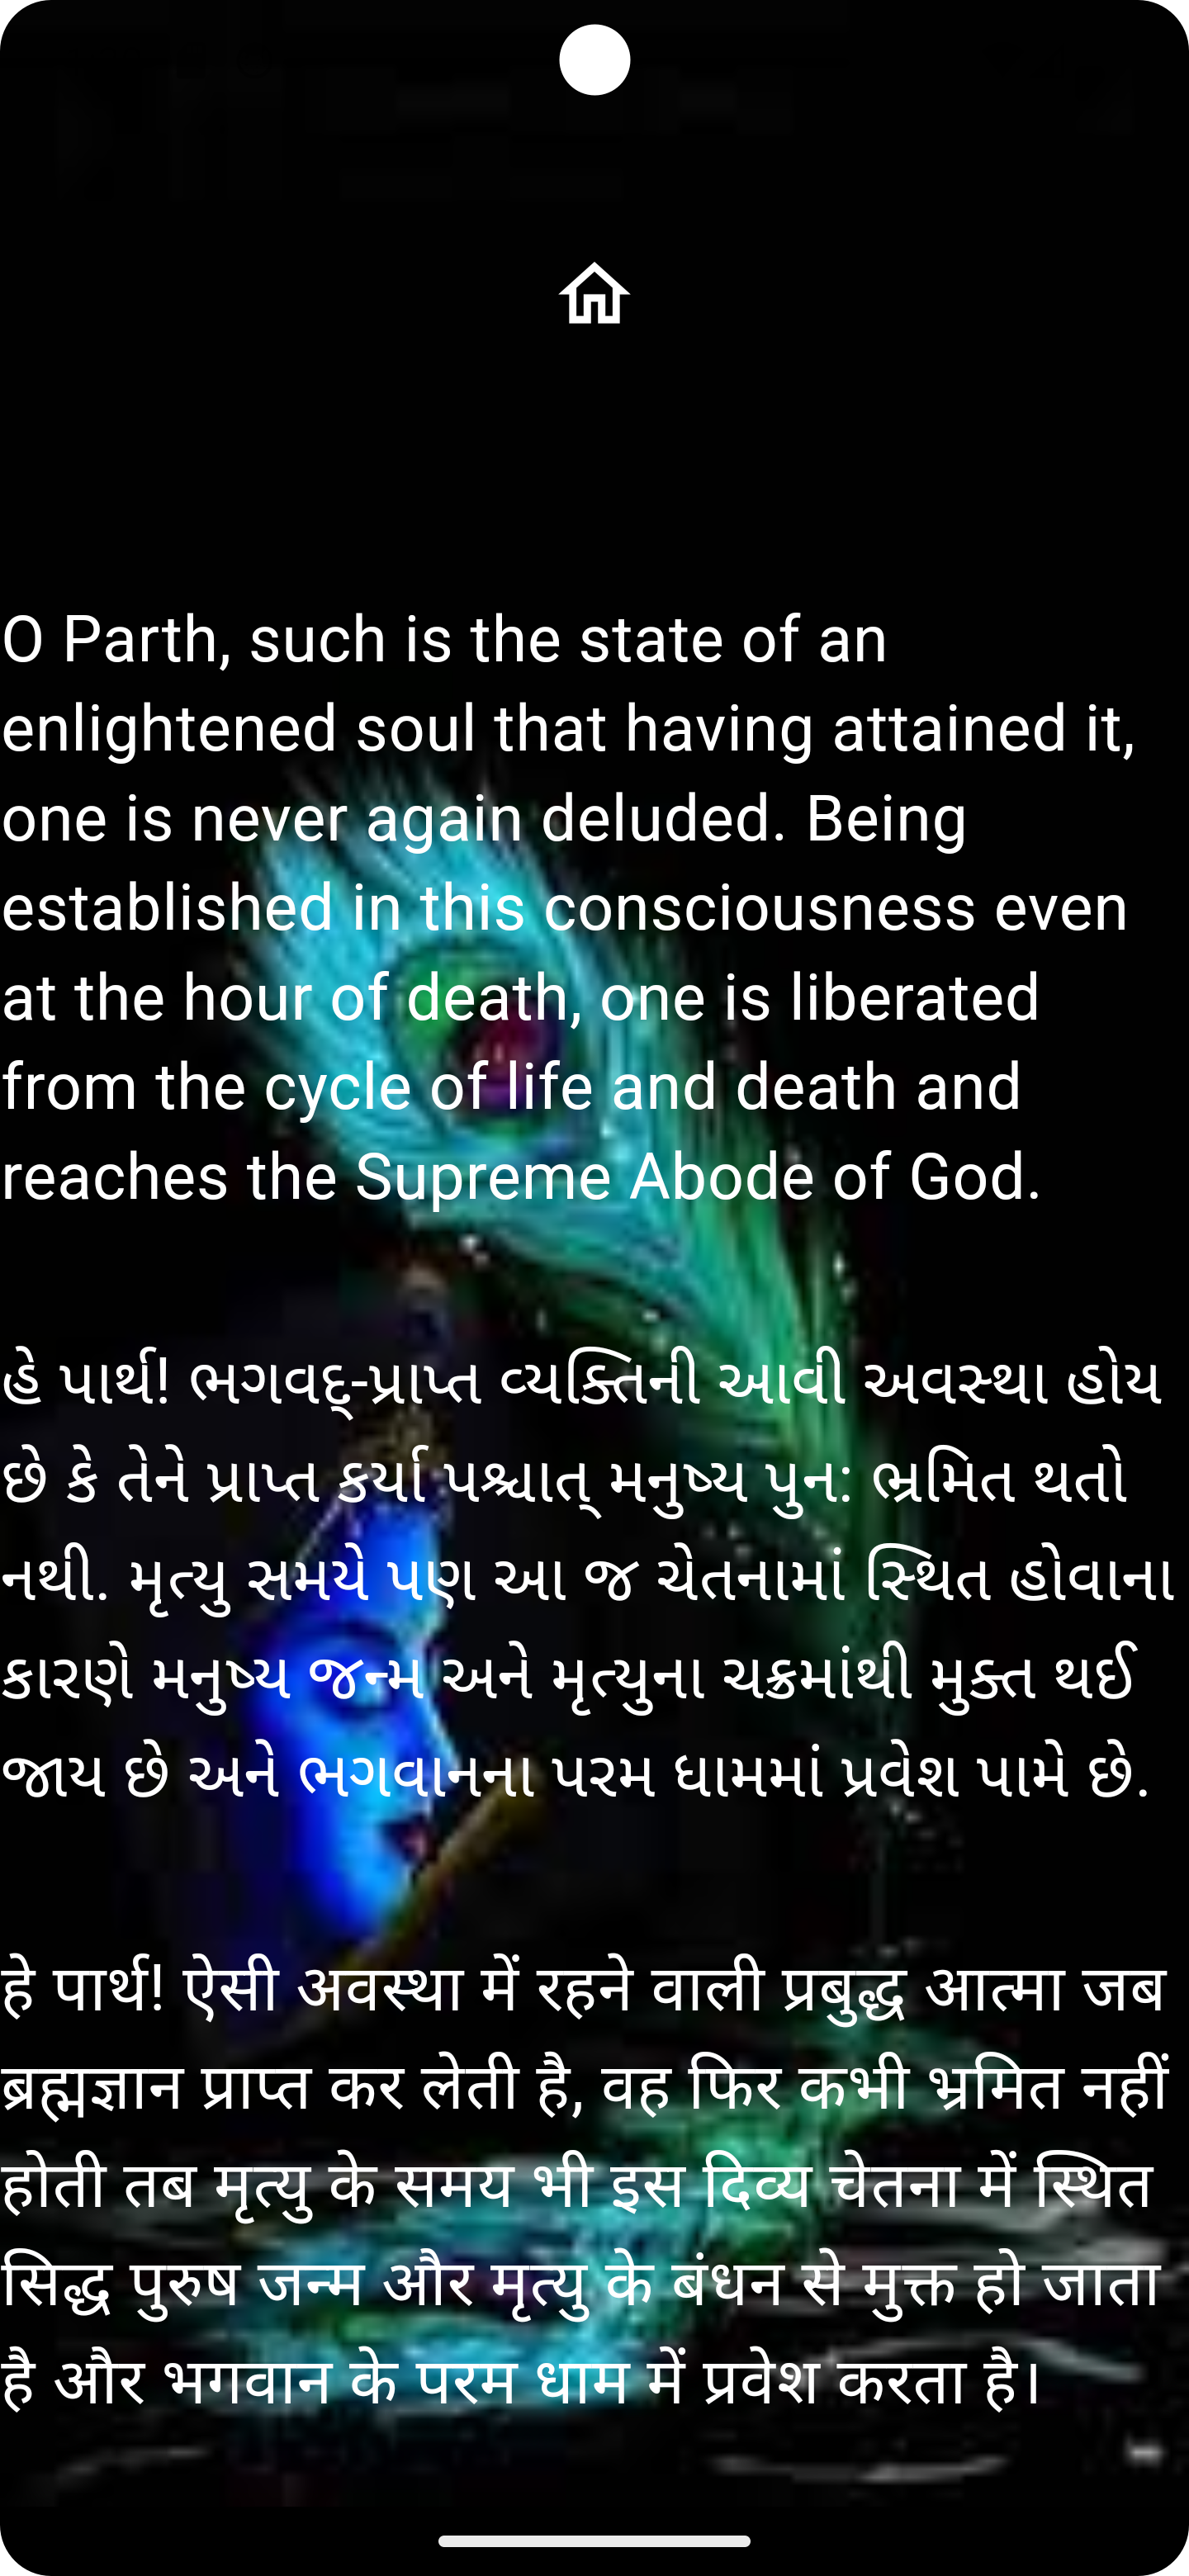 O Parth, such is the state of an
enlightened soul that having attained it,
one is never again deluded. Being
established in this consciousness even
at the hour of death, one is liberated
from the cycle of life and death and
reaches the Supreme Abode of God.
હે પાર્થ! ભગવદ્-પ્રાપ્ત વ્યક્તિની આવી અવસ્થા હોય
છે કે તેને પ્રાપ્ત કર્યા પશ્ચાત્ મનુષ્ય પુન: ભ્રમિત થતો
નથી. મૃત્યુ સમયે પણ આ જ ચેતનામાં સ્થિત હોવાના
કારણે મનુષ્ય જન્મ અને મૃત્યુના ચક્રમાંથી મુક્ત થઈ
જાય છે અને ભગવાનના પરમ ધામમાં પ્રવેશ પામે છે.
हे पार्थ! ऐसी अवस्था में रहने वाली प्रबुद्ध आत्मा जब
ब्रह्मज्ञान प्राप्त कर लेती है, वह फिर कभी भ्रमित नहीं
होती तब मृत्यु के समय भी इस दिव्य चेतना में स्थित
सिद्ध पुरुष जन्म और मृत्यु के बंधन से मुक्त हो जाता
है और भगवान के परम धाम में प्रवेश करता है।